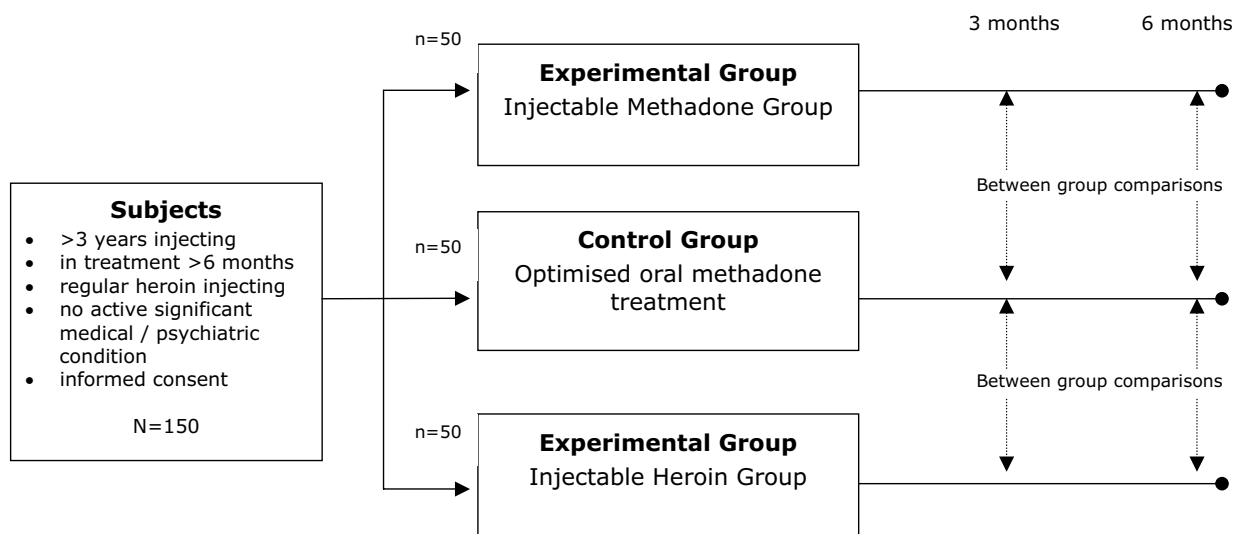 3 months
6 months
n=50
Experimental Group
Injectable Methadone Group
Between group comparisons
Subjects
• >3 years injecting
• in treatment >6 months
• regular heroin injecting
• no active significant
medical / psychiatric
condition
• informed consent
N=150
n=50
Control Group
Optimised oral methadone
treatment
Between group comparisons
n=50
Experimental Group
Injectable Heroin Group